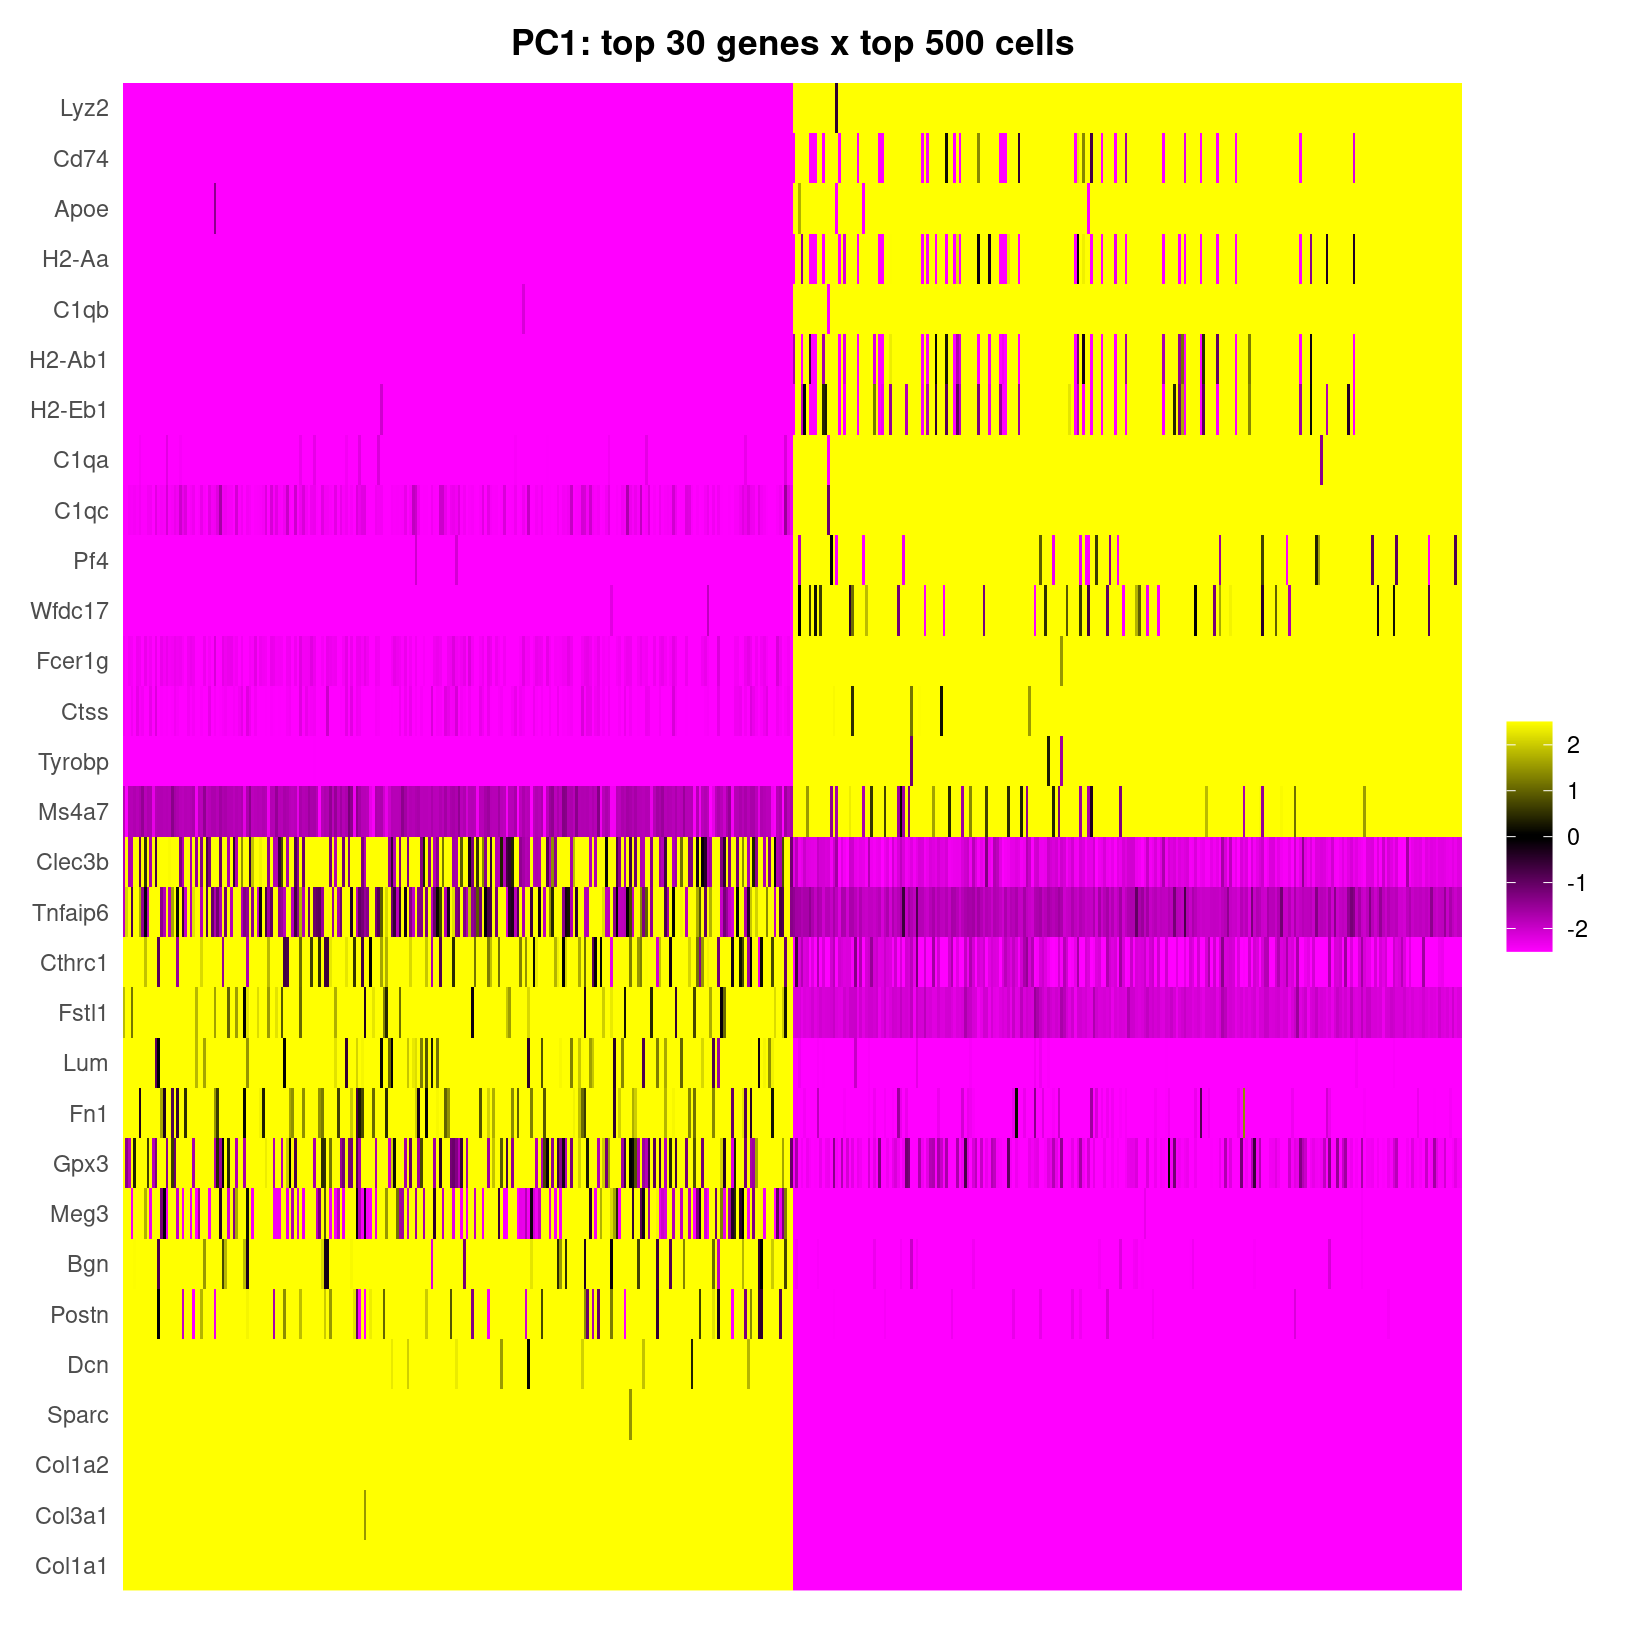 PC1: top 30 genes x top 500 cells
Lyz2
Cd74
Apoe
H2-Aa
C1qb
H2-Ab1
H2-Eb1
C1qa
C1qc
Pf4
Wfdc17
Fcer1g
Ctss
Tyrobp
Ms4a7
Clec3b
Tnfaip6
Cthrc1
Fstl1
Lum
Fn1
Gpx3
Meg3
Bgn
Postn
Dcn
Sparc
Col1a2
Col3a1
Col1a1
2
1
0
-1
-2